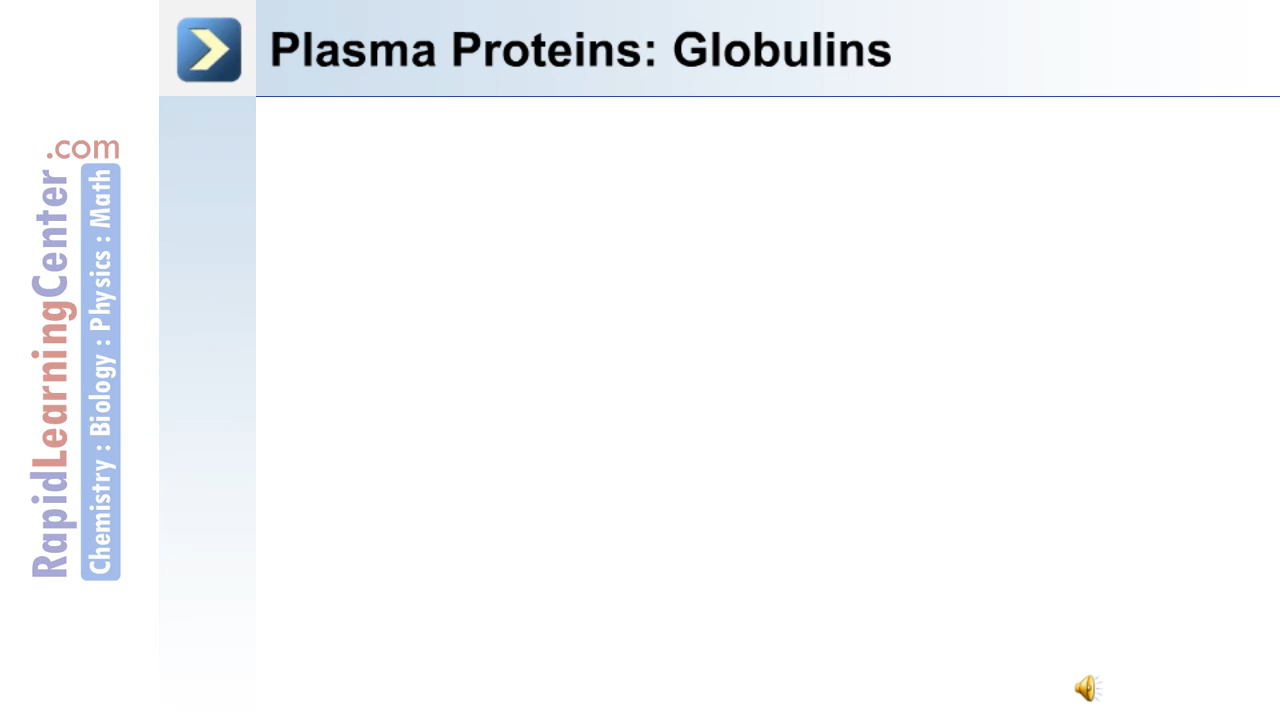 Plasma Proteins: Globulins
RapidLearningCenter.com
Chemistry : Biology : Physics : Math